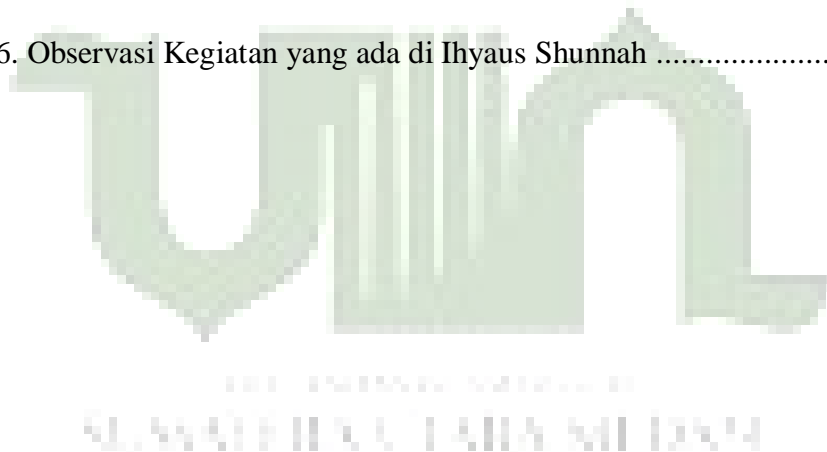 6. Observasi Kegiatan yang ada di Ihyaus Shunnah ...................
SUMATERA UTARA MEDAN